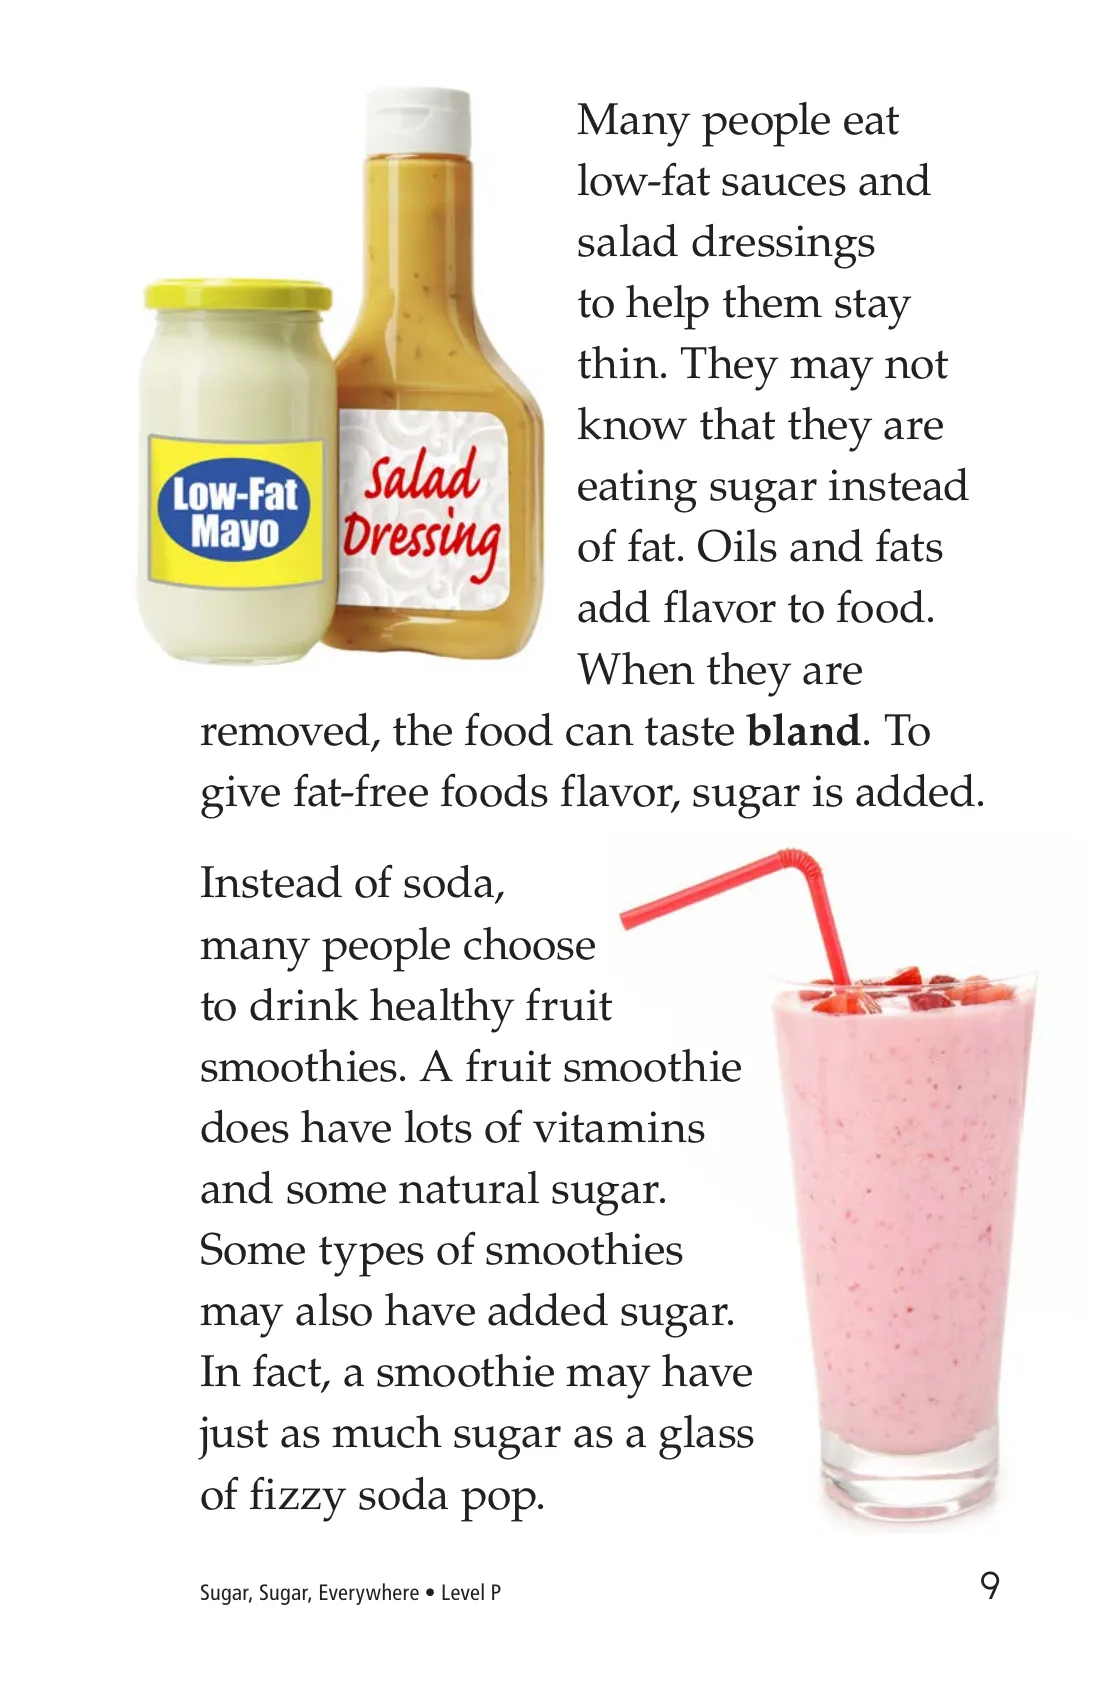 Many people eat
low-fat sauces and
salad dressings
to help them stay
thin. They may not
know that they are
eating sugar instead
of fat. Oils and fats
add flavor to food.
When they are
removed, the food can taste bland. To
give fat-free foods flavor, sugar is added.
Low-Fat
Mayo
Salad
Dressing
Instead of soda,
many people choose
to drink healthy fruit
smoothies. A fruit smoothie
does have lots of vitamins
and some natural sugar.
Some types of smoothies
may also have added sugar.
In fact, a smoothie may have
just as much sugar as a glass
of fizzy soda pop.
Sugar, Sugar, Everywhere • Level P
9